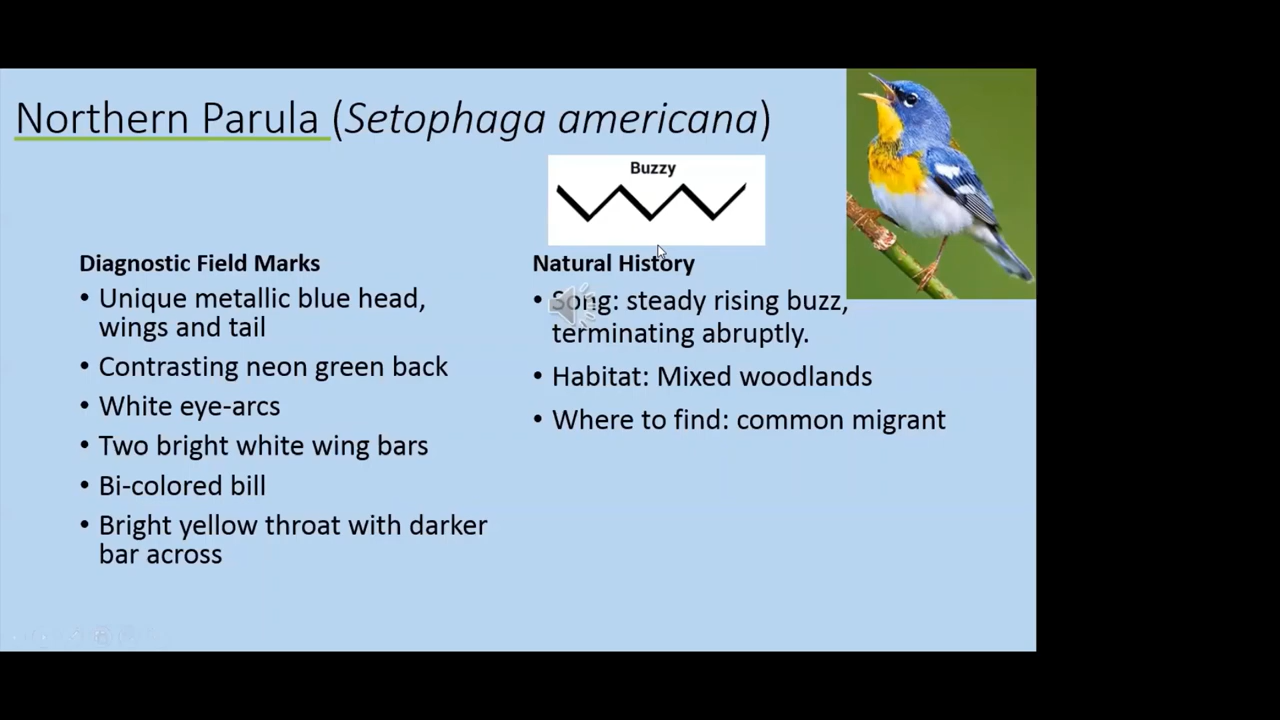 Northern Parula (Setophaga americana)
Buzzy
Diagnostic Field Marks
• Unique metallic blue head,
wings and tail
• Contrasting neon green back
• White eye-arcs
• Two bright white wing bars
• Bi-colored bill
• Bright yellow throat with darker
bar across
Natural History
• Song: steady rising buzz,
terminating abruptly.
• Habitat: Mixed woodlands
• Where to find: common migrant